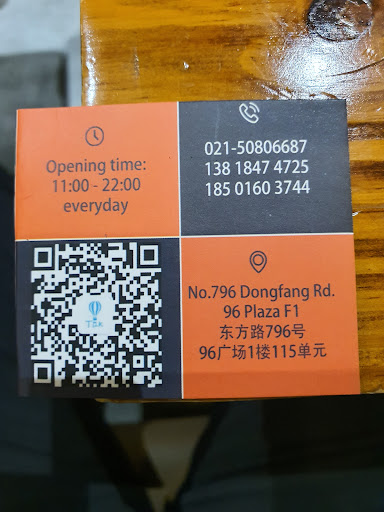 Opening time:
11:00 - 22:00
everyday
021-50806687
138 1847 4725
185 0160 3744
No.796 Dongfang Rd.
96 Plaza F1
东方路796号
96广场1楼115单元